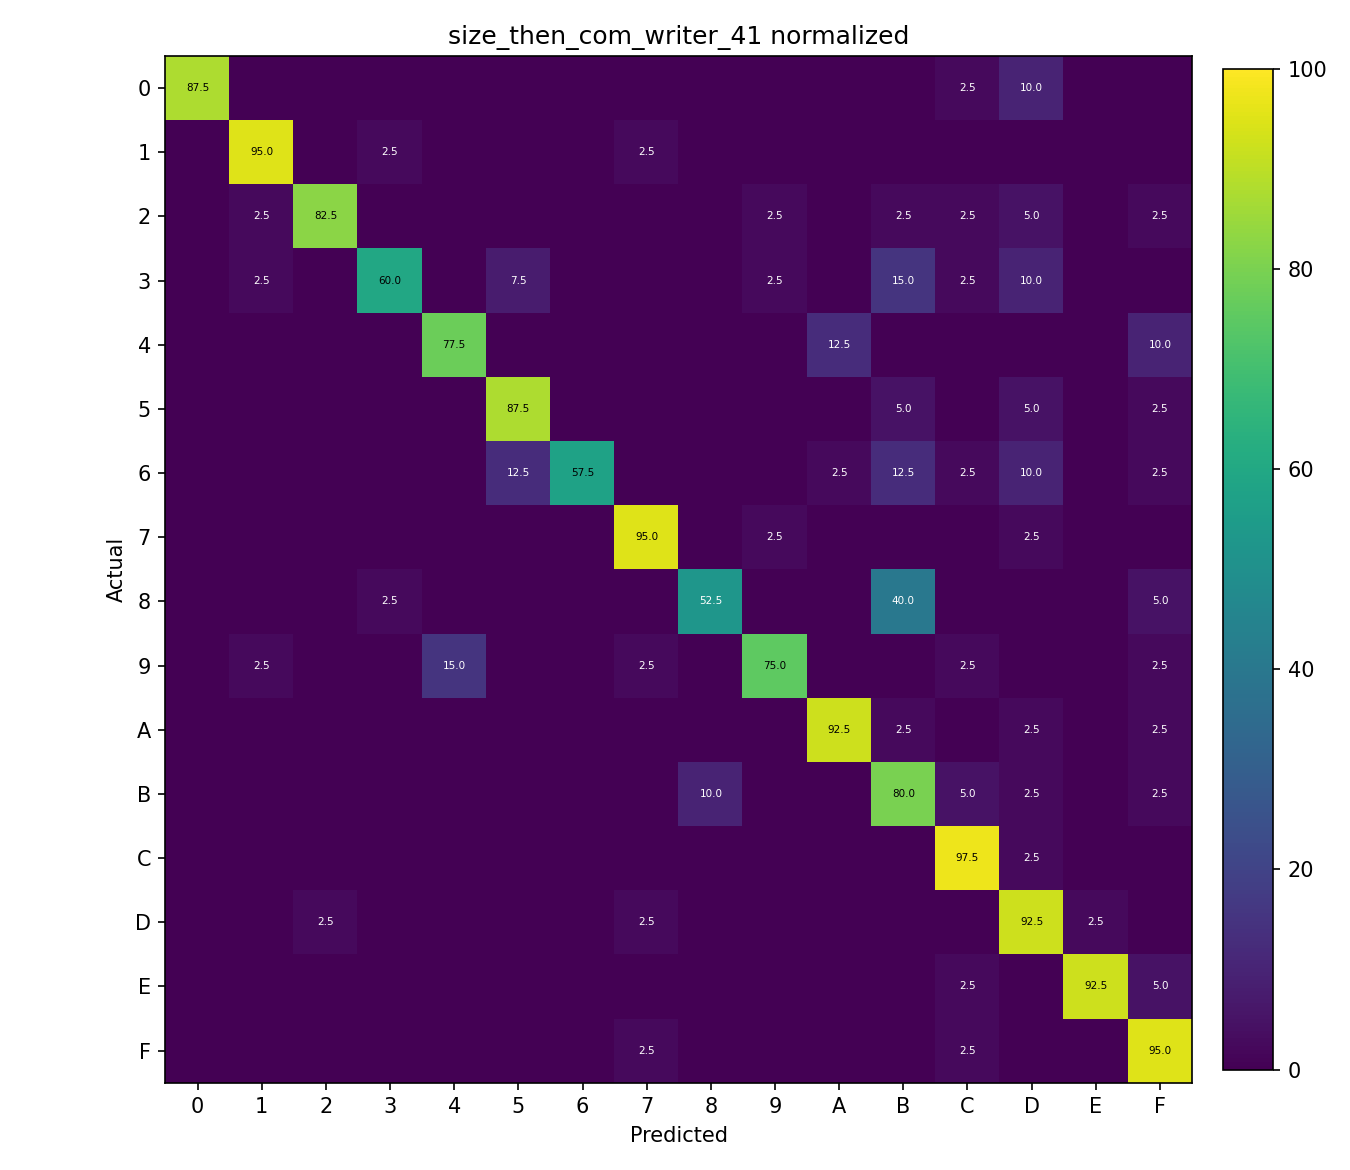 size_then_com_writer_41 normalized
0 87.5 2.5 10.0 100
1 95.0 2.5 2.5
2 2.5 82.5 2.5 2.5 2.5 5.0 2.5
3 2.5 60.0 7.5 2.5 15.0 2.5 10.0 80
4 77.5 12.5 10.0
5 87.5 5.0 5.0 2.5
6 12.5 57.5 2.5 12.5 2.5 10.0 2.5 60
7 95.0 2.5 2.5
Actual
8 2.5 52.5 40.0 5.0
9 2.5 15.0 2.5 75.0 2.5 2.5 40
A 92.5 2.5 2.5 2.5
B 10.0 80.0 5.0 2.5 2.5
C 97.5 2.5 20
D 2.5 2.5 92.5 2.5
E 2.5 92.5 5.0
F 2.5 2.5 95.0 0
0 1 2 3 4 5 6 7 8 9 A B C D E F
Predicted